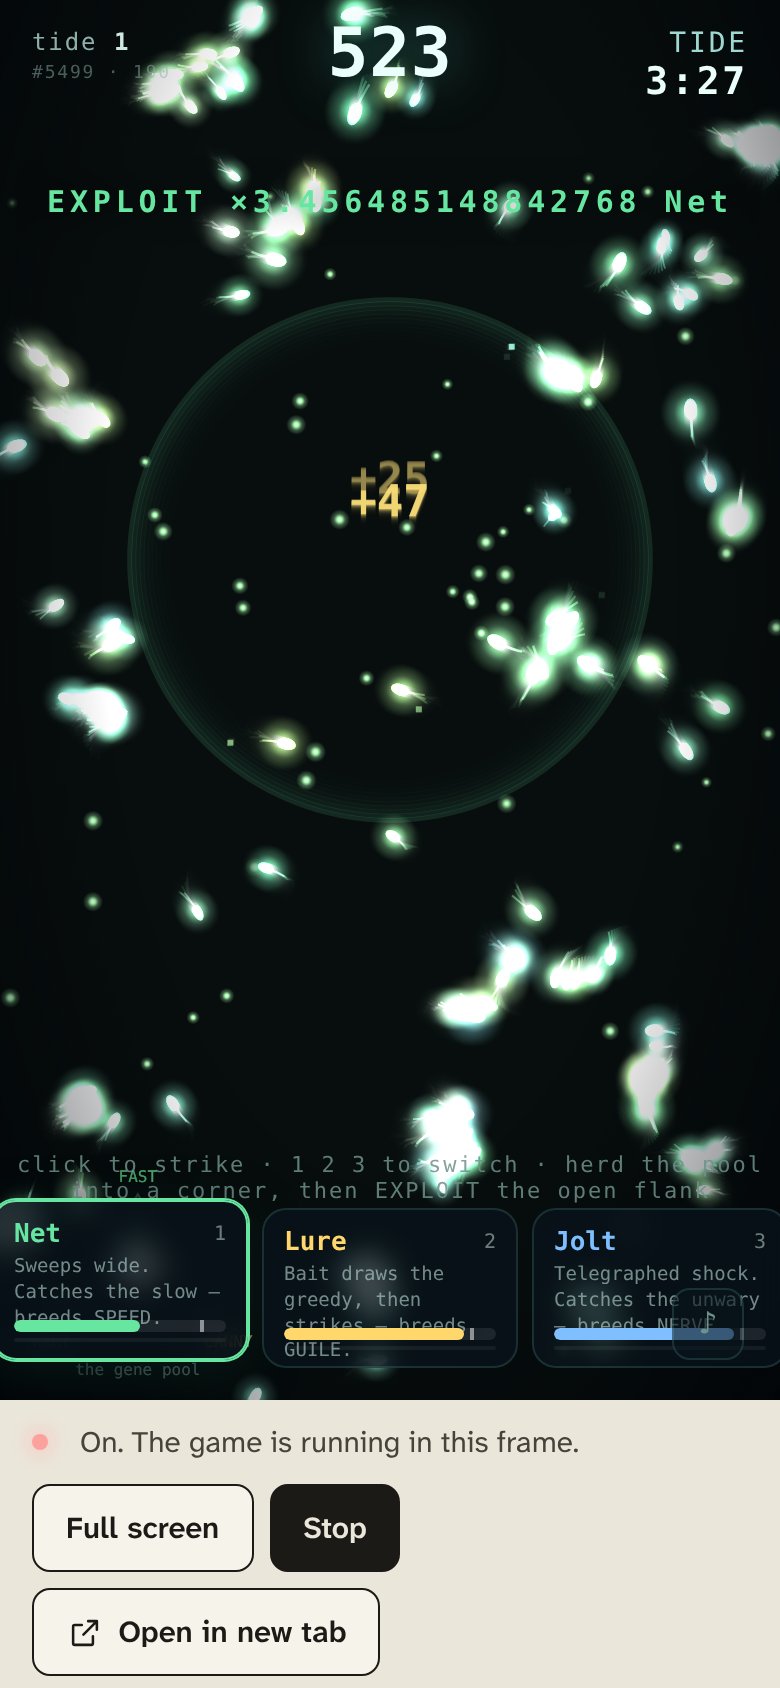 tide 1
523
TIDE
#5499 · 190
3:27
EXPLOIT ×3.456485148842768 Net
+25
+47
click to strike · 1 2 3 to switch · herd the pool
into a corner, then EXPLOIT the open flank
FAST
Net 1
Sweeps wide.
Catches the slow —
breeds SPEED.
Lure 2
Bait draws the
greedy, then
strikes — breeds
GUILE.
Jolt 3
Telegraphed shock.
Catches the unwary
— breeds NERVE
♪
the gene pool
On. The game is running in this frame.
Full screen
Stop
Open in new tab